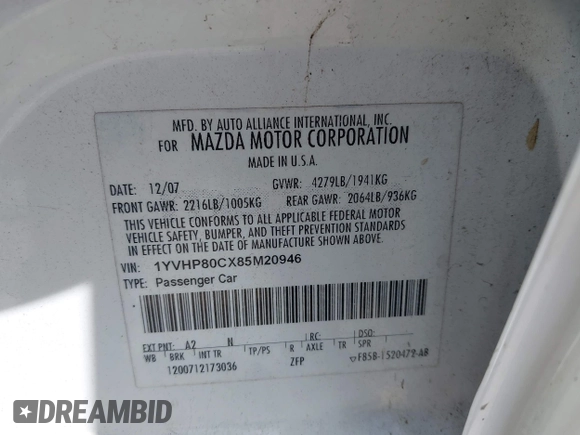 MFD. BY AUTO ALLIANCE INTERNATIONAL, INC.
FOR MAZDA MOTOR CORPORATION
MADE IN U.S.A.
DATE: 12/07 GVWR: 4279LB/1941KG
FRONT GAWR: 2216LB/1005KG REAR GAWR: 2064LB/936KG
THIS VEHICLE CONFORMS TO ALL APPLICABLE FEDERAL MOTOR
VEHICLE SAFETY, BUMPER, AND THEFT PREVENTION STANDARDS
IN EFFECT ON THE DATE OF MANUFACTURE SHOWN ABOVE.
VIN: 1YVHP80CX85M20946
TYPE: Passenger Car
EXT PNT: A2 N RC: DSO:
WB BRK INT TR TP/PS R AXLE TR SPR
1200712173036 ZFP F85B-1520472-AB
DREAMBID